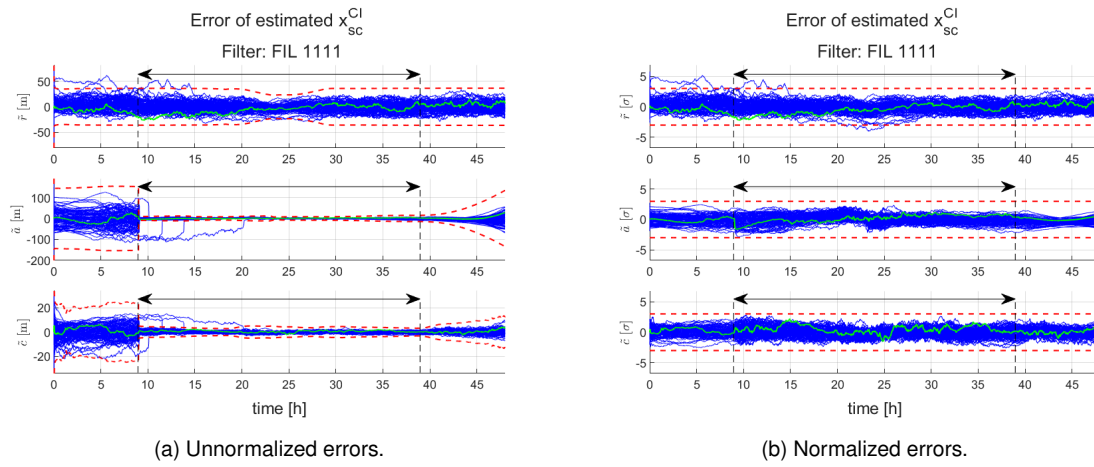 Error of estimated x_sc^CI
Filter: FIL 1111
r̃ [m]
50
0
-50
0 5 10 15 20 25 30 35 40 45
ã [m]
100
0
-100
-200
0 5 10 15 20 25 30 35 40 45
c̃ [m]
20
0
-20
0 5 10 15 20 25 30 35 40 45
time [h]
(a) Unnormalized errors.
Error of estimated x_sc^CI
Filter: FIL 1111
r̃ [σ]
5
0
-5
0 5 10 15 20 25 30 35 40 45
ã [σ]
5
0
-5
0 5 10 15 20 25 30 35 40 45
c̃ [σ]
5
0
-5
0 5 10 15 20 25 30 35 40 45
time [h]
(b) Normalized errors.